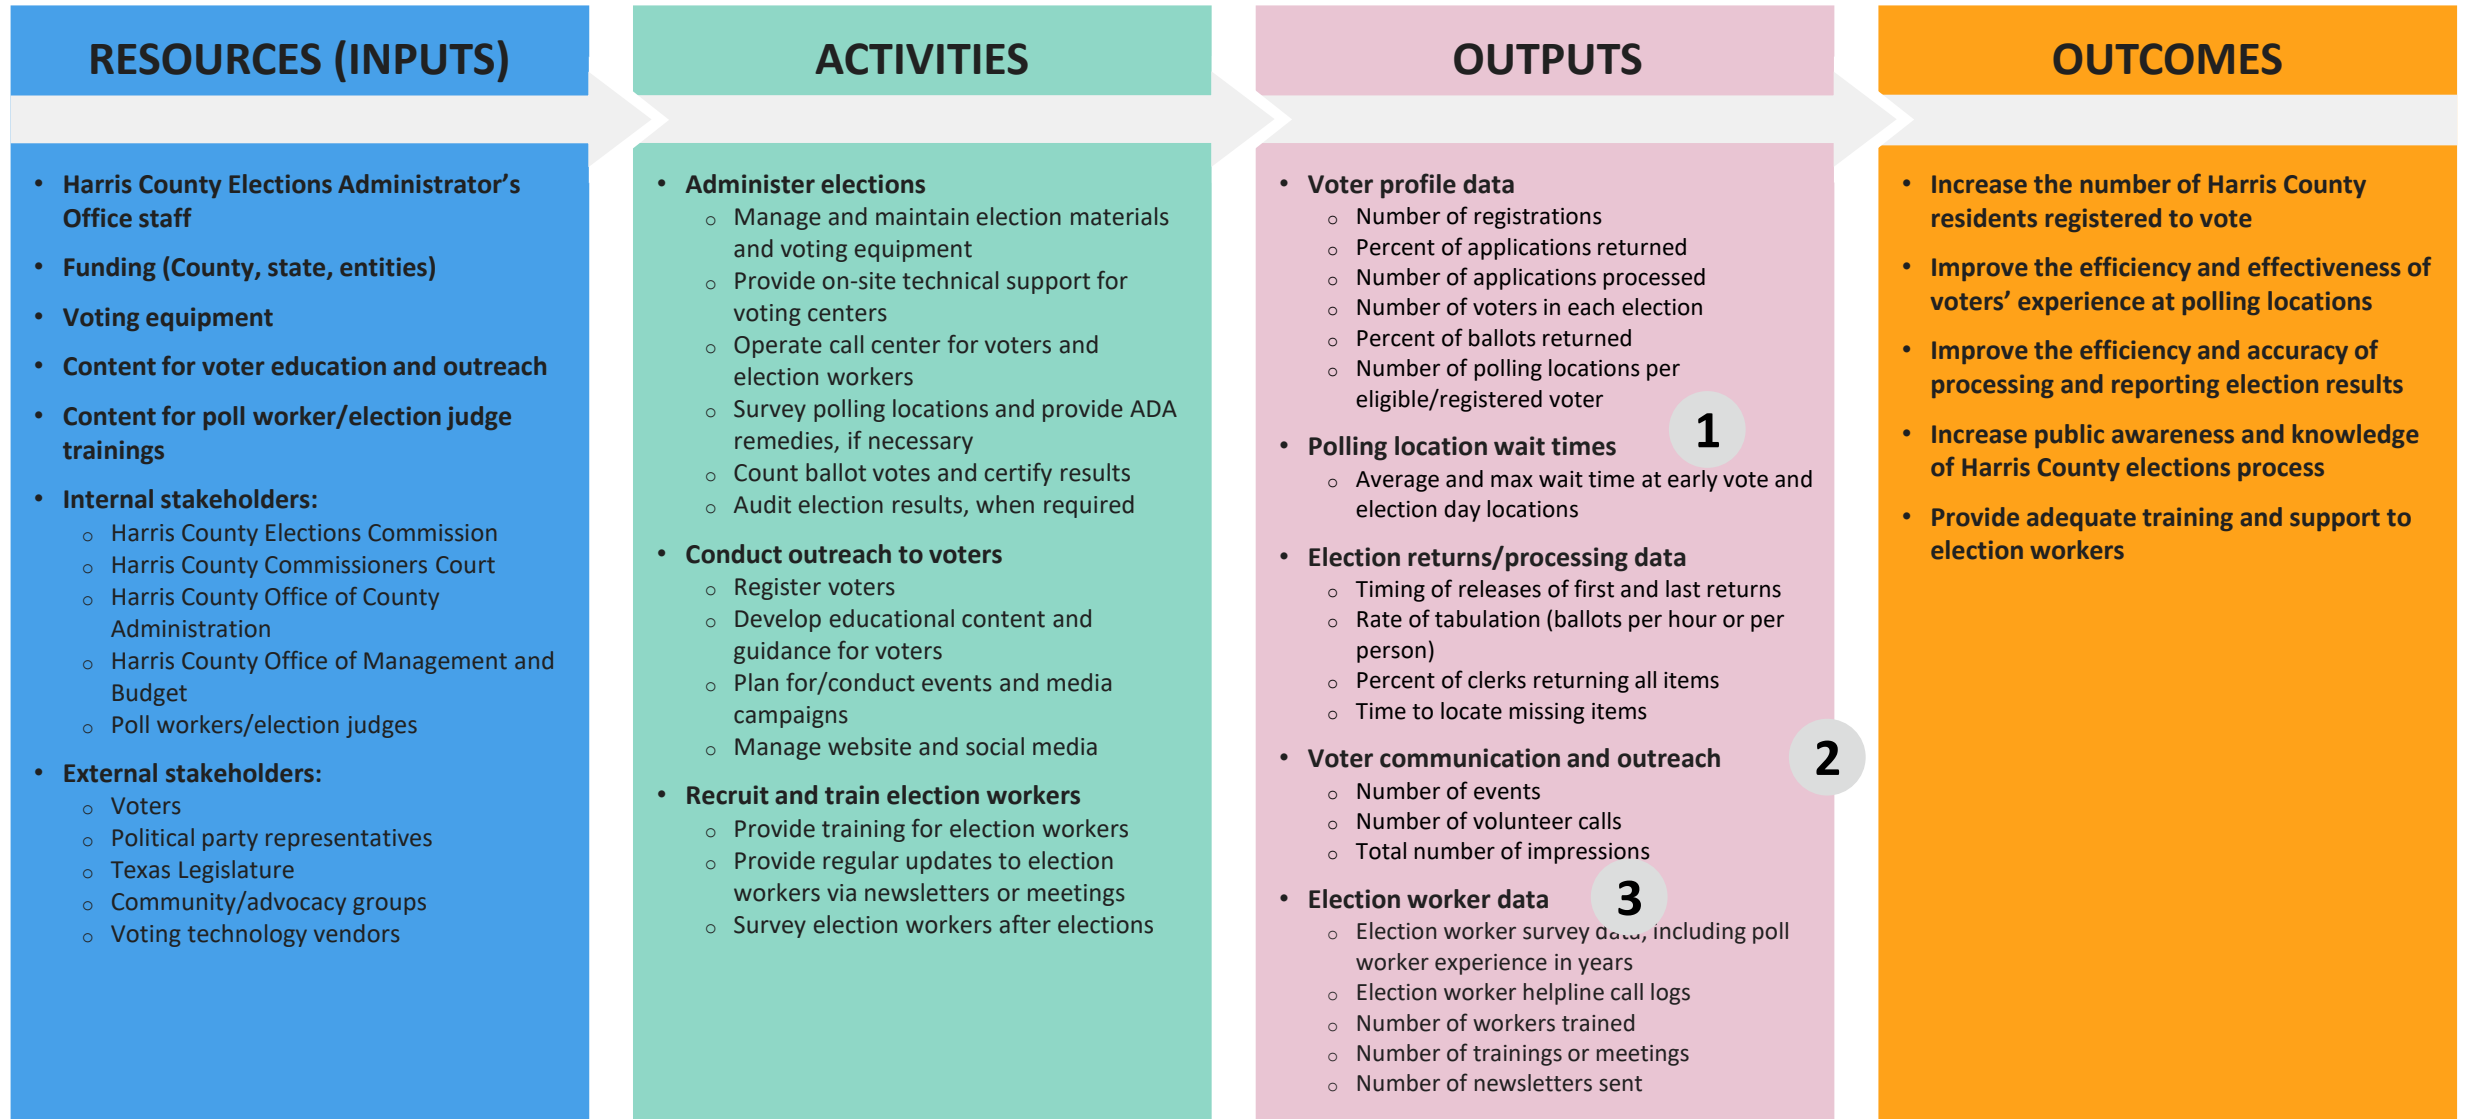 RESOURCES (INPUTS)
• Harris County Elections Administrator’s
Office staff
• Funding (County, state, entities)
• Voting equipment
• Content for voter education and outreach
• Content for poll worker/election judge
trainings
• Internal stakeholders:
o Harris County Elections Commission
o Harris County Commissioners Court
o Harris County Office of County
Administration
o Harris County Office of Management and
Budget
o Poll workers/election judges
• External stakeholders:
o Voters
o Political party representatives
o Texas Legislature
o Community/advocacy groups
o Voting technology vendors
ACTIVITIES
• Administer elections
o Manage and maintain election materials
and voting equipment
o Provide on-site technical support for
voting centers
o Operate call center for voters and
election workers
o Survey polling locations and provide ADA
remedies, if necessary
o Count ballot votes and certify results
o Audit election results, when required
• Conduct outreach to voters
o Register voters
o Develop educational content and
guidance for voters
o Plan for/conduct events and media
campaigns
o Manage website and social media
• Recruit and train election workers
o Provide training for election workers
o Provide regular updates to election
workers via newsletters or meetings
o Survey election workers after elections
OUTPUTS
• Voter profile data
o Number of registrations
o Percent of applications returned
o Number of applications processed
o Number of voters in each election
o Percent of ballots returned
o Number of polling locations per
eligible/registered voter
1
• Polling location wait times
o Average and max wait time at early vote and
election day locations
• Election returns/processing data
o Timing of releases of first and last returns
o Rate of tabulation (ballots per hour or per
person)
o Percent of clerks returning all items
o Time to locate missing items
• Voter communication and outreach
2
o Number of events
o Number of volunteer calls
o Total number of impressions
• Election worker data
3
o Election worker survey data, including poll
worker experience in years
o Election worker helpline call logs
o Number of workers trained
o Number of trainings or meetings
o Number of newsletters sent
OUTCOMES
• Increase the number of Harris County
residents registered to vote
• Improve the efficiency and effectiveness of
voters’ experience at polling locations
• Improve the efficiency and accuracy of
processing and reporting election results
• Increase public awareness and knowledge
of Harris County elections process
• Provide adequate training and support to
election workers